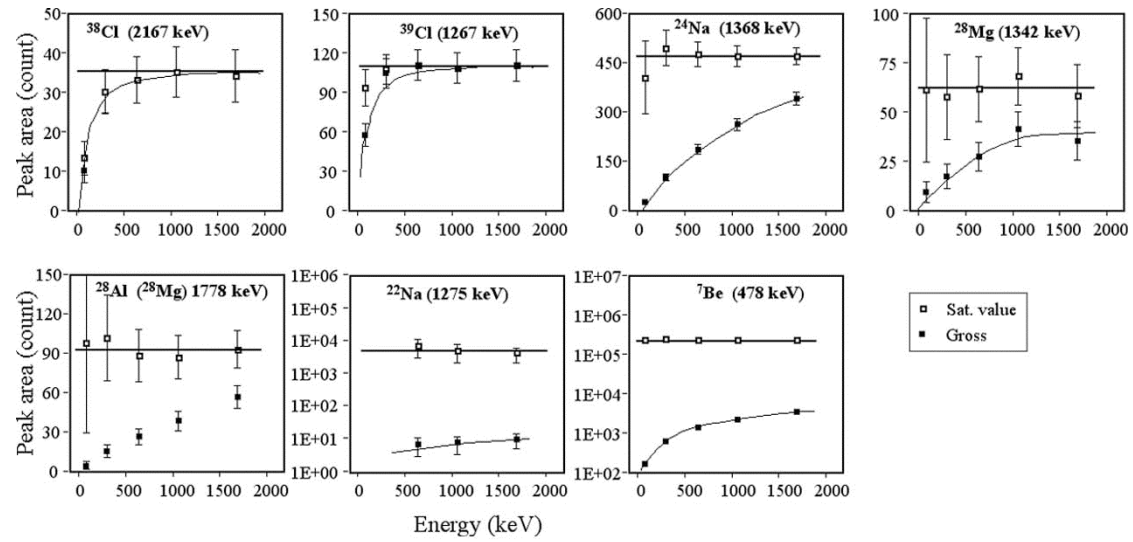 Peak area (count)
³⁸Cl (2167 keV)
50
40
30
20
10
0
0 500 1000 1500 2000
³⁹Cl (1267 keV)
150
120
90
60
30
0
0 500 1000 1500 2000
²⁴Na (1368 keV)
600
450
300
150
0
0 500 1000 1500 2000
²⁸Mg (1342 keV)
100
75
50
25
0
0 500 1000 1500 2000
Peak area (count)
²⁸Al (²⁸Mg) 1778 keV)
150
120
90
60
30
0
0 500 1000 1500 2000
²²Na (1275 keV)
1E+06
1E+05
1E+04
1E+03
1E+02
1E+01
1E+00
0 500 1000 1500 2000
⁷Be (478 keV)
1E+07
1E+06
1E+05
1E+04
1E+03
1E+02
0 500 1000 1500 2000
Sat. value
Gross
Energy (keV)